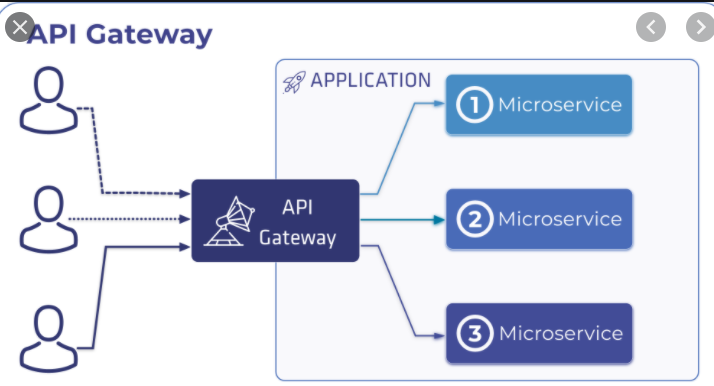 API Gateway
APPLICATION
1 Microservice
API
Gateway
2 Microservice
3 Microservice